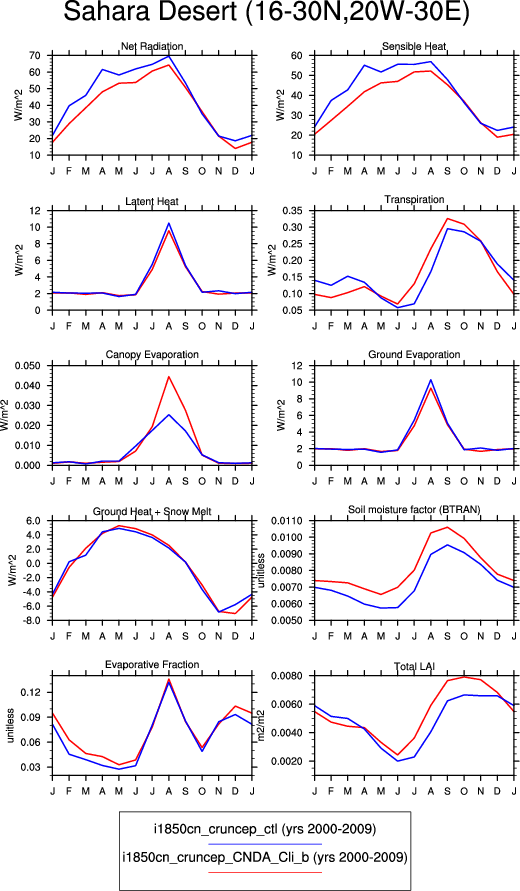 Sahara Desert (16-30N,20W-30E)
Net Radiation
Sensible Heat
70
60
50
40
30
20
10
W/m^2
J F M A M J J A S O N D J
60
50
40
30
20
10
W/m^2
J F M A M J J A S O N D J
Latent Heat
Transpiration
12
10
8
6
4
2
0
W/m^2
J F M A M J J A S O N D J
0.35
0.30
0.25
0.20
0.15
0.10
0.05
W/m^2
J F M A M J J A S O N D J
Canopy Evaporation
Ground Evaporation
0.050
0.040
0.030
0.020
0.010
0.000
W/m^2
J F M A M J J A S O N D J
12
10
8
6
4
2
0
W/m^2
J F M A M J J A S O N D J
Ground Heat + Snow Melt
Soil moisture factor (BTRAN)
6.0
4.0
2.0
0.0
-2.0
-4.0
-6.0
-8.0
W/m^2
J F M A M J J A S O N D J
0.0110
0.0100
0.0090
0.0080
0.0070
0.0060
0.0050
unitless
J F M A M J J A S O N D J
Evaporative Fraction
Total LAI
0.12
0.09
0.06
0.03
unitless
J F M A M J J A S O N D J
0.0080
0.0060
0.0040
0.0020
m2/m2
J F M A M J J A S O N D J
i1850cn_cruncep_ctl (yrs 2000-2009)
i1850cn_cruncep_CNDA_Cli_b (yrs 2000-2009)